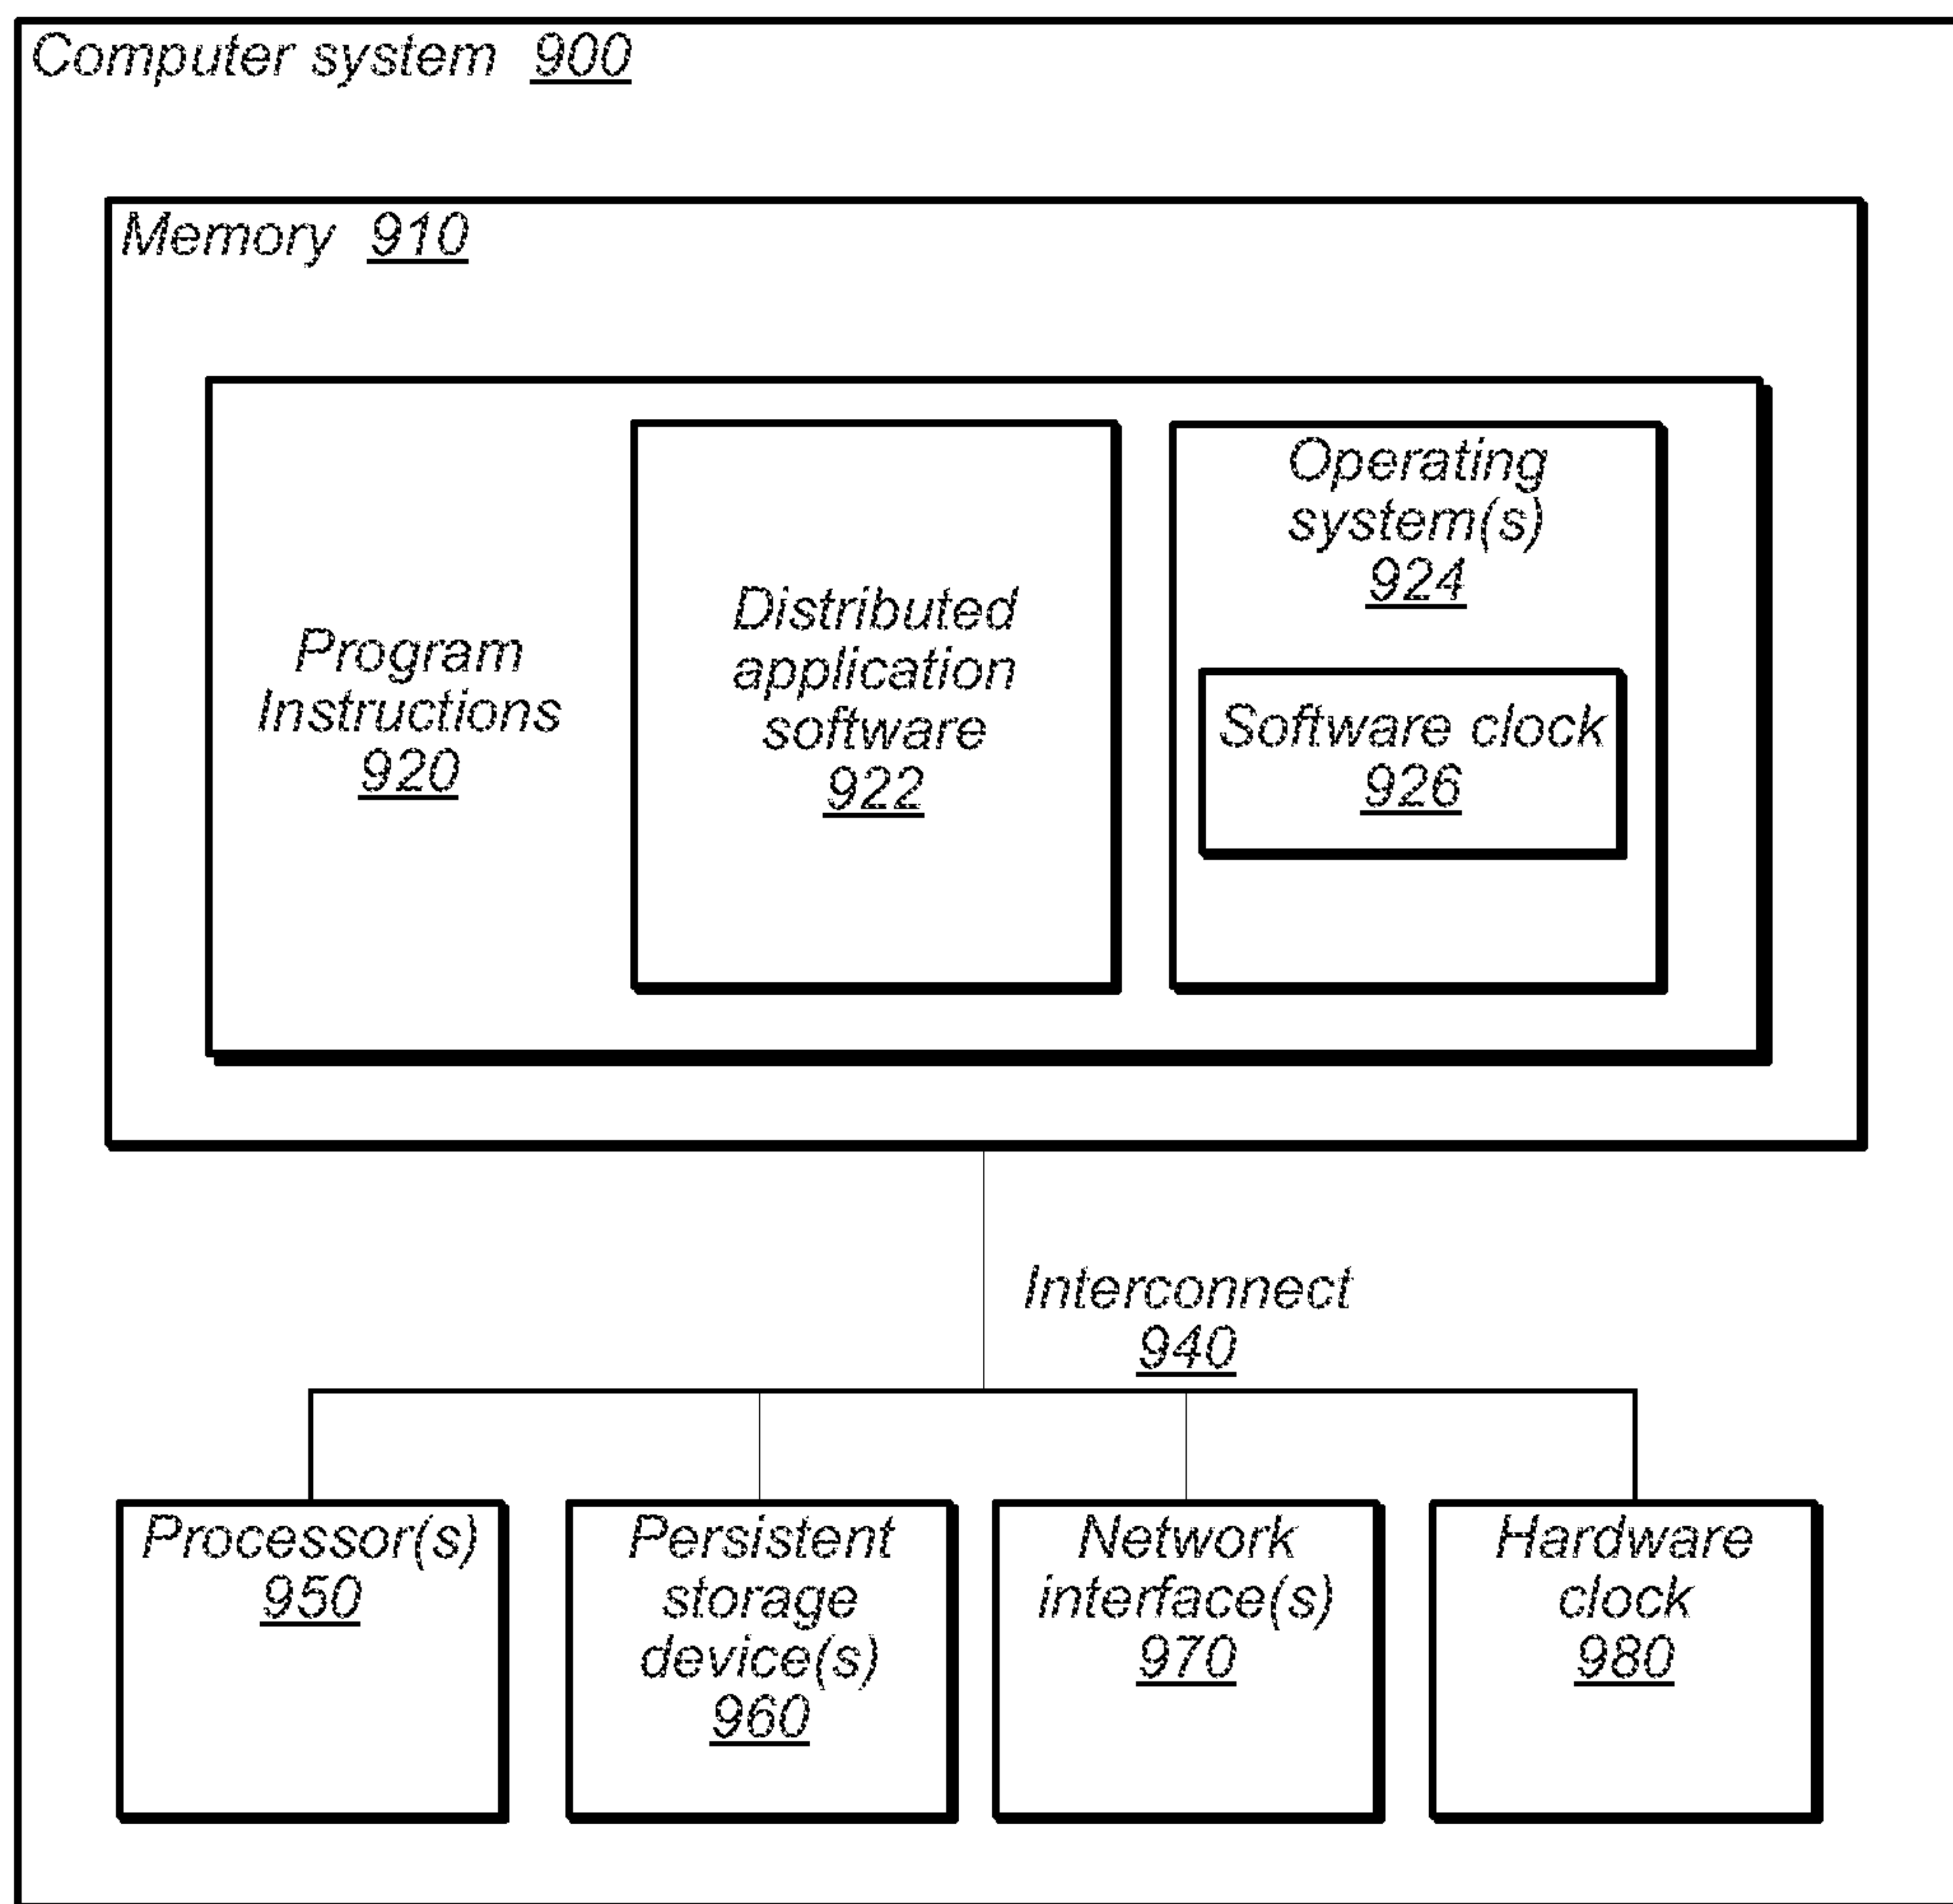 Computer system 900
Memory 910
Program
Instructions
920
Distributed
application
software
922
Operating
system(s)
924
Software clock
926
Interconnect
940
Processor(s)
950
Persistent
storage
device(s)
960
Network
interface(s)
970
Hardware
clock
980